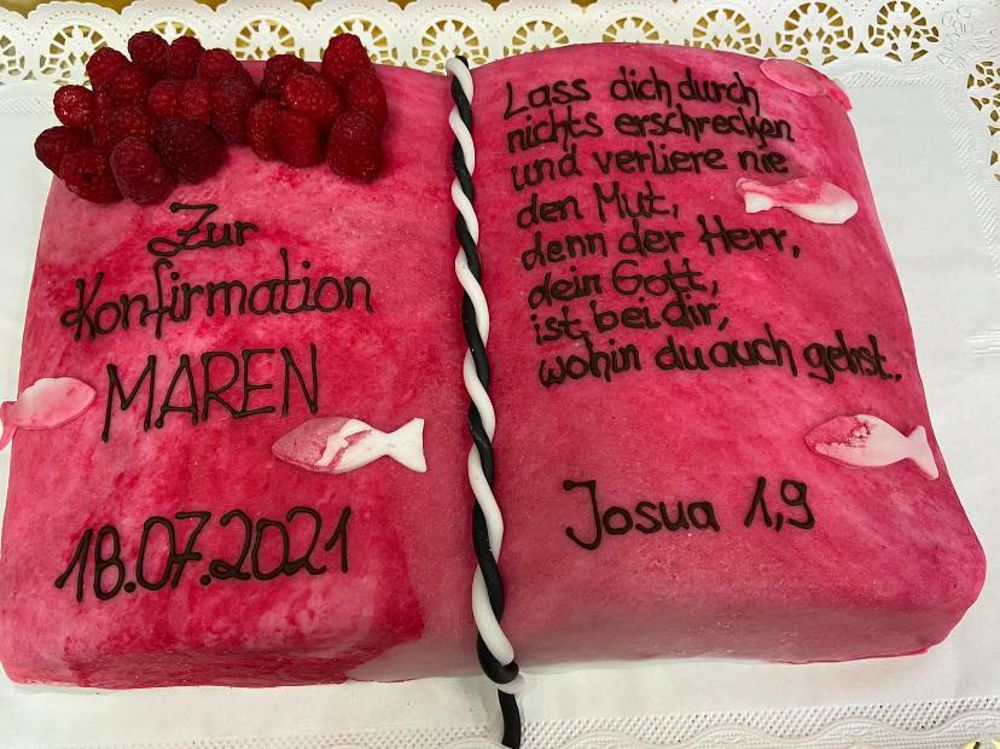 Zur
Konfirmation
MAREN
18.07.2021
Lass dich durch
nichts erschrecken
und verliere nie
den Mut,
denn der Herr,
dein Gott,
ist bei dir,
wohin du auch gehst.
Josua 1,9